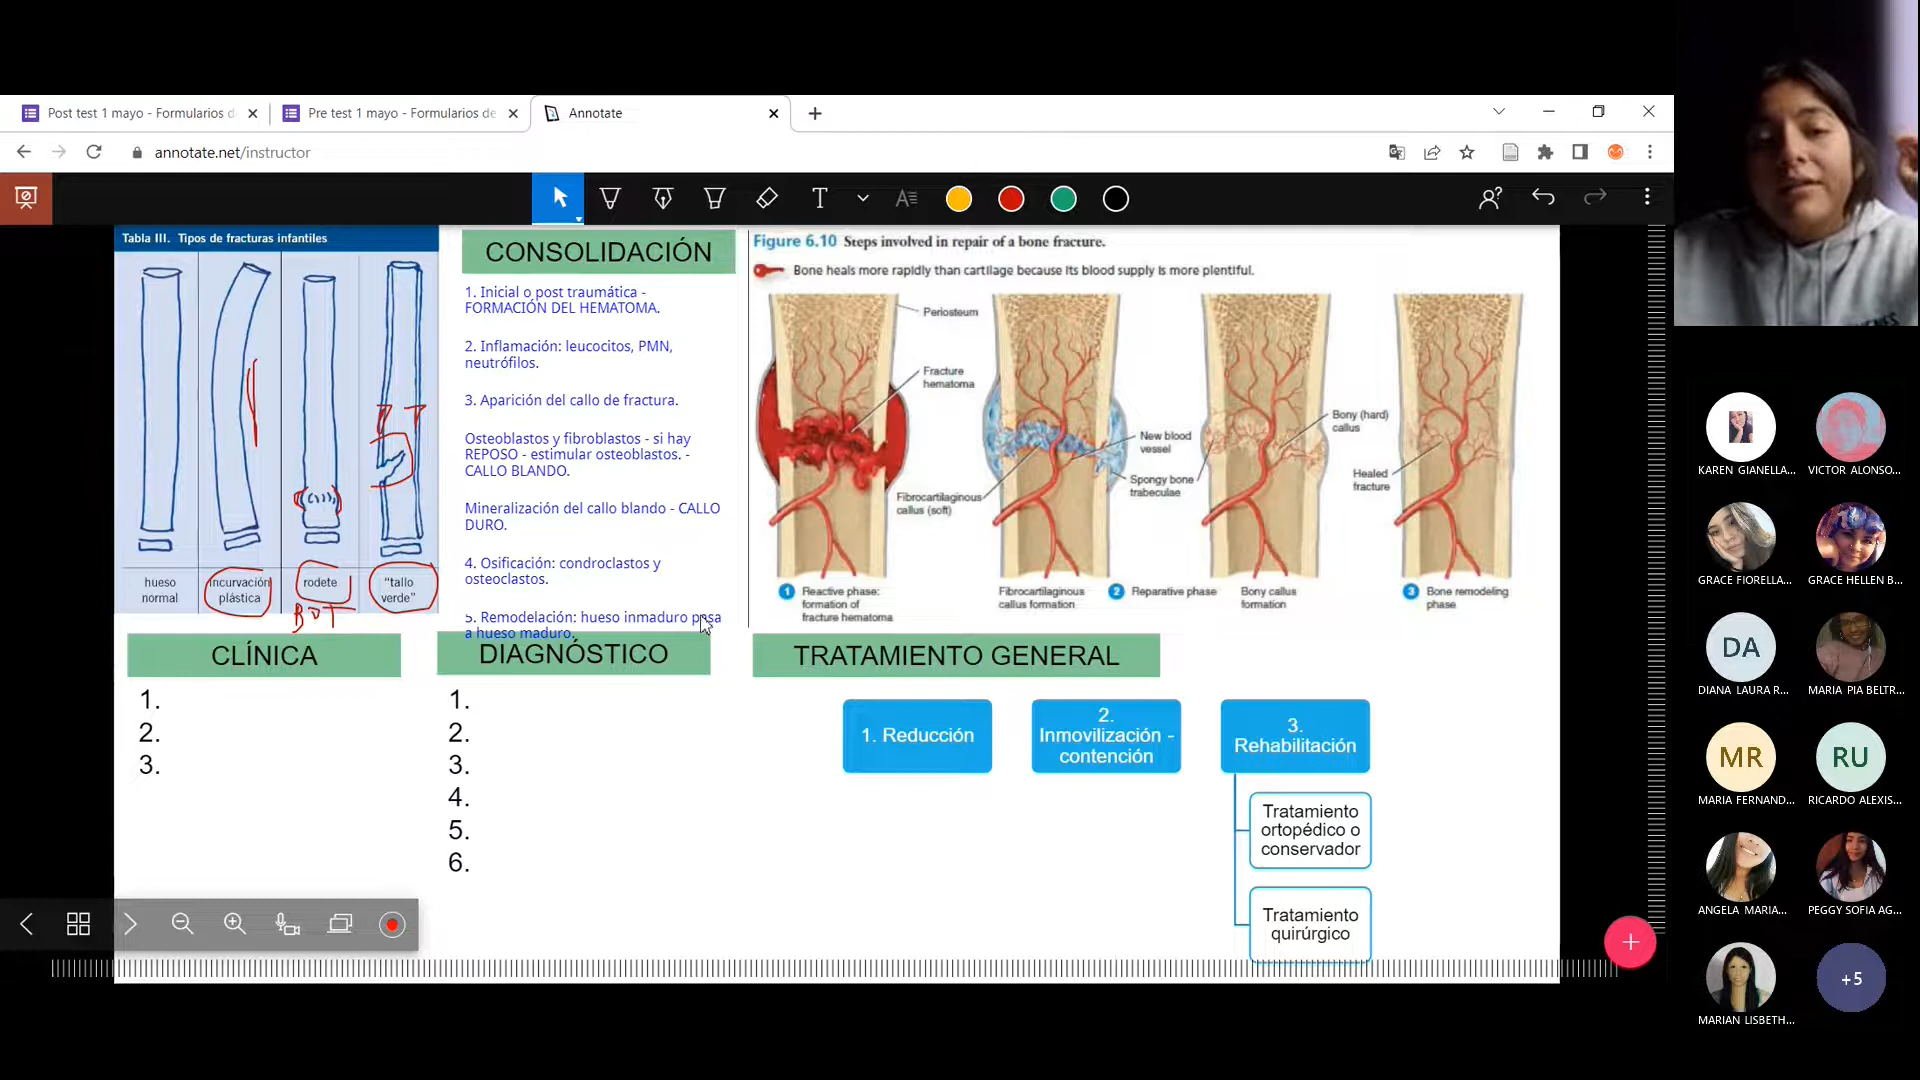 Post test 1 mayo - Formularios d
Pre test 1 mayo - Formularios de
Annotate
annotate.net/instructor
Tabla III. Tipos de fracturas infantiles
hueso
normal
incurvación
plástica
rodete
"tallo
verde"
BOT
CONSOLIDACIÓN
1. Inicial o post traumática -
FORMACIÓN DEL HEMATOMA.
2. Inflamación: leucocitos, PMN,
neutrófilos.
3. Aparición del callo de fractura.
Osteoblastos y fibroblastos - si hay
REPOSO - estimular osteoblastos. -
CALLO BLANDO.
Mineralización del callo blando - CALLO
DURO.
4. Osificación: condroclastos y
osteoclastos.
5. Remodelación: hueso inmaduro pasa
a hueso maduro.
Figure 6.10 Steps involved in repair of a bone fracture.
Bone heals more rapidly than cartilage because its blood supply is more plentiful.
Periosteum
Fracture
hematoma
Fibrocartilaginous
callus (soft)
New blood
vessel
Spongy bone
trabeculae
Bony (hard)
callus
Healed
fracture
1 Reactive phase:
formation of
fracture hematoma
Fibrocartilaginous
callus formation
2 Reparative phase
Bony callus
formation
3 Bone remodeling
phase
CLÍNICA
1.
2.
3.
DIAGNÓSTICO
1.
2.
3.
4.
5.
6.
TRATAMIENTO GENERAL
1. Reducción
2.
Inmovilización -
contención
3.
Rehabilitación
Tratamiento
ortopédico o
conservador
Tratamiento
quirúrgico
KAREN GIANELLA...
VICTOR ALONSO...
GRACE FIORELLA...
GRACE HELLEN B...
DA
DIANA LAURA R...
MARIA PIA BELTR...
MR
MARIA FERNAND...
RU
RICARDO ALEXIS...
ANGELA MARIA...
PEGGY SOFIA AG...
MARIAN LISBETH...
+5